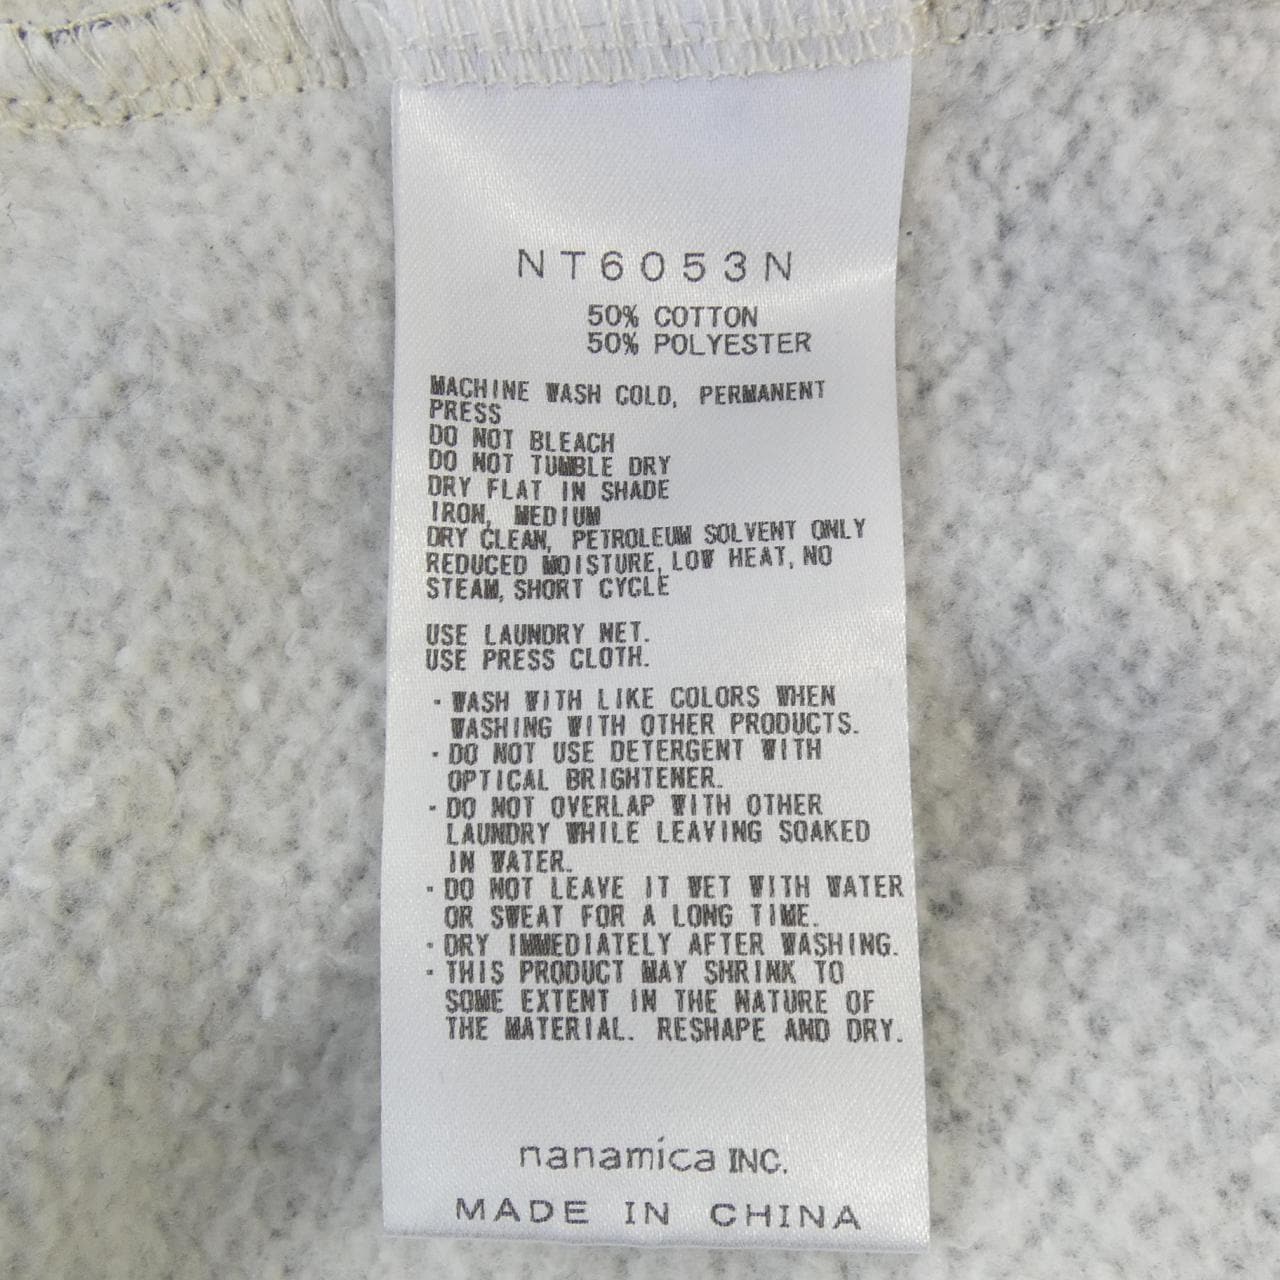 NT6053N
50% COTTON
50% POLYESTER
MACHINE WASH COLD, PERMANENT
PRESS
DO NOT BLEACH
DO NOT TUMBLE DRY
DRY FLAT IN SHADE
IRON, MEDIUM
DRY CLEAN, PETROLEUM SOLVENT ONLY
REDUCED MOISTURE, LOW HEAT, NO
STEAM, SHORT CYCLE
USE LAUNDRY NET.
USE PRESS CLOTH.
・WASH WITH LIKE COLORS WHEN
WASHING WITH OTHER PRODUCTS.
・DO NOT USE DETERGENT WITH
OPTICAL BRIGHTENER.
・DO NOT OVERLAP WITH OTHER
LAUNDRY WHILE LEAVING SOAKED
IN WATER.
・DO NOT LEAVE IT WET WITH WATER
OR SWEAT FOR A LONG TIME.
・DRY IMMEDIATELY AFTER WASHING.
・THIS PRODUCT MAY SHRINK TO
SOME EXTENT IN THE NATURE OF
THE MATERIAL. RESHAPE AND DRY.
nanamica INC.
MADE IN CHINA